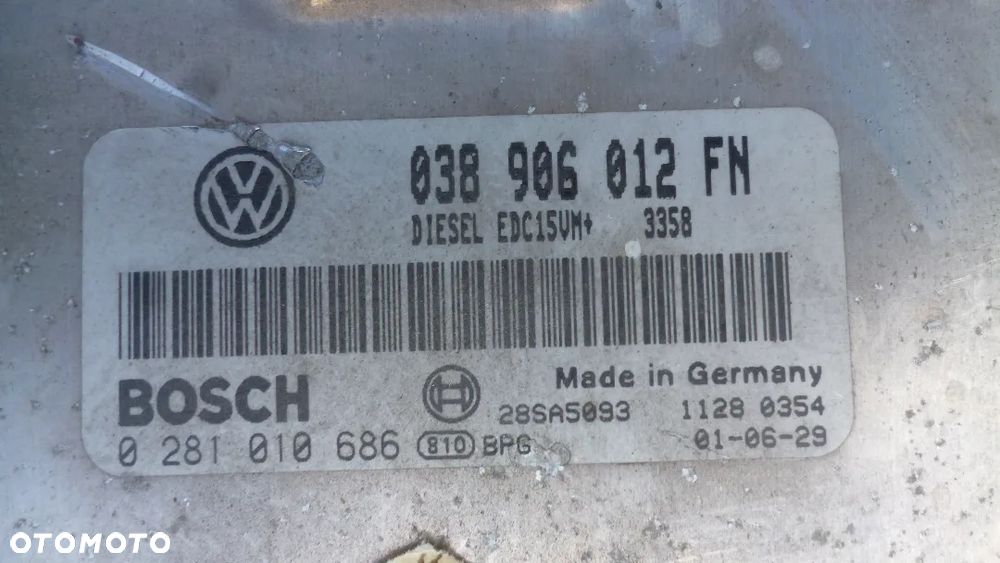 038 906 012 FN
DIESEL EDC15VM+ 3358
BOSCH
Made in Germany
28SA5093 1128 0354
0 281 010 686 810 BPG 01-06-29
OTOMOTO